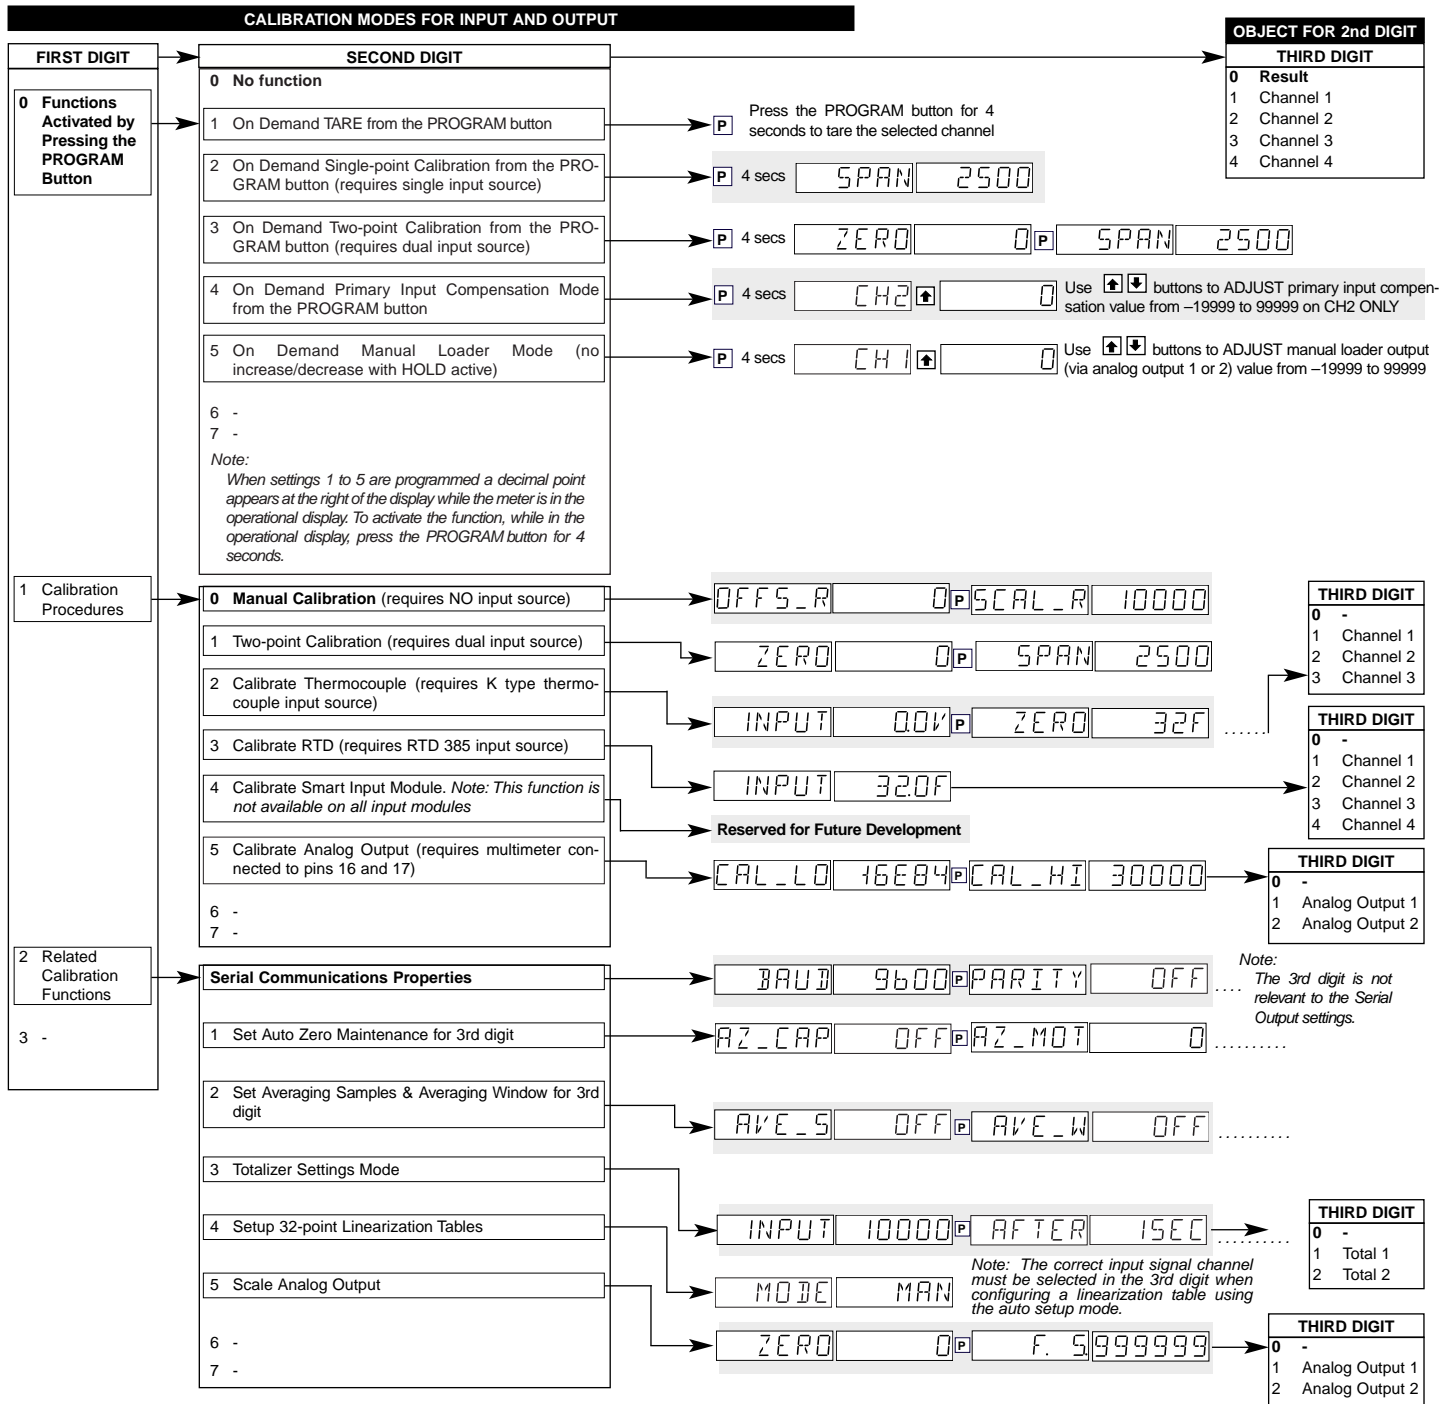 CALIBRATION MODES FOR INPUT AND OUTPUT
OBJECT FOR 2nd DIGIT
FIRST DIGIT
SECOND DIGIT
THIRD DIGIT
0 Result
1 Channel 1
2 Channel 2
3 Channel 3
4 Channel 4
0 Functions
Activated by
Pressing the
PROGRAM
Button
0 No function
1 On Demand TARE from the PROGRAM button
P
Press the PROGRAM button for 4
seconds to tare the selected channel
2 On Demand Single-point Calibration from the PRO-
GRAM button (requires single input source)
P 4 secs SPAN 2500
3 On Demand Two-point Calibration from the PRO-
GRAM button (requires dual input source)
P 4 secs ZERO 0 P SPAN 2500
4 On Demand Primary Input Compensation Mode
from the PROGRAM button
P 4 secs CH2 0
Use buttons to ADJUST primary input compen-
sation value from –19999 to 99999 on CH2 ONLY
5 On Demand Manual Loader Mode (no
increase/decrease with HOLD active)
P 4 secs CH1 0
Use buttons to ADJUST manual loader output
(via analog output 1 or 2) value from –19999 to 99999
6 -
7 -
Note:
When settings 1 to 5 are programmed a decimal point
appears at the right of the display while the meter is in the
operational display. To activate the function, while in the
operational display, press the PROGRAM button for 4
seconds.
1 Calibration
Procedures
0 Manual Calibration (requires NO input source)
OFFS_R 0 P SCAL_R 10000
1 Two-point Calibration (requires dual input source)
ZERO 0 P SPAN 2500
2 Calibrate Thermocouple (requires K type thermo-
couple input source)
INPUT 0.0V P ZERO 32F ......
THIRD DIGIT
0 -
1 Channel 1
2 Channel 2
3 Channel 3
3 Calibrate RTD (requires RTD 385 input source)
INPUT 32.0F
THIRD DIGIT
0 -
1 Channel 1
2 Channel 2
3 Channel 3
4 Channel 4
4 Calibrate Smart Input Module. Note: This function is
not available on all input modules
Reserved for Future Development
5 Calibrate Analog Output (requires multimeter con-
nected to pins 16 and 17)
CAL_LO -16E84 P CAL_HI 30000
THIRD DIGIT
0 -
1 Analog Output 1
2 Analog Output 2
6 -
7 -
2 Related
Calibration
Functions
3 -
Serial Communications Properties
BAUD 9600 P PARITY OFF ....
Note:
The 3rd digit is not
relevant to the Serial
Output settings.
1 Set Auto Zero Maintenance for 3rd digit
AZ_CAP OFF P AZ_MOT 0 ..........
2 Set Averaging Samples & Averaging Window for 3rd
digit
AVE_S OFF P AVE_W OFF ..........
3 Totalizer Settings Mode
INPUT 10000 P AFTER 1SEC ..........
THIRD DIGIT
0 -
1 Total 1
2 Total 2
4 Setup 32-point Linearization Tables
MODE MAN
Note: The correct input signal channel
must be selected in the 3rd digit when
configuring a linearization table using
the auto setup mode.
5 Scale Analog Output
ZERO 0 P F. S. 999999
THIRD DIGIT
0 -
1 Analog Output 1
2 Analog Output 2
6 -
7 -